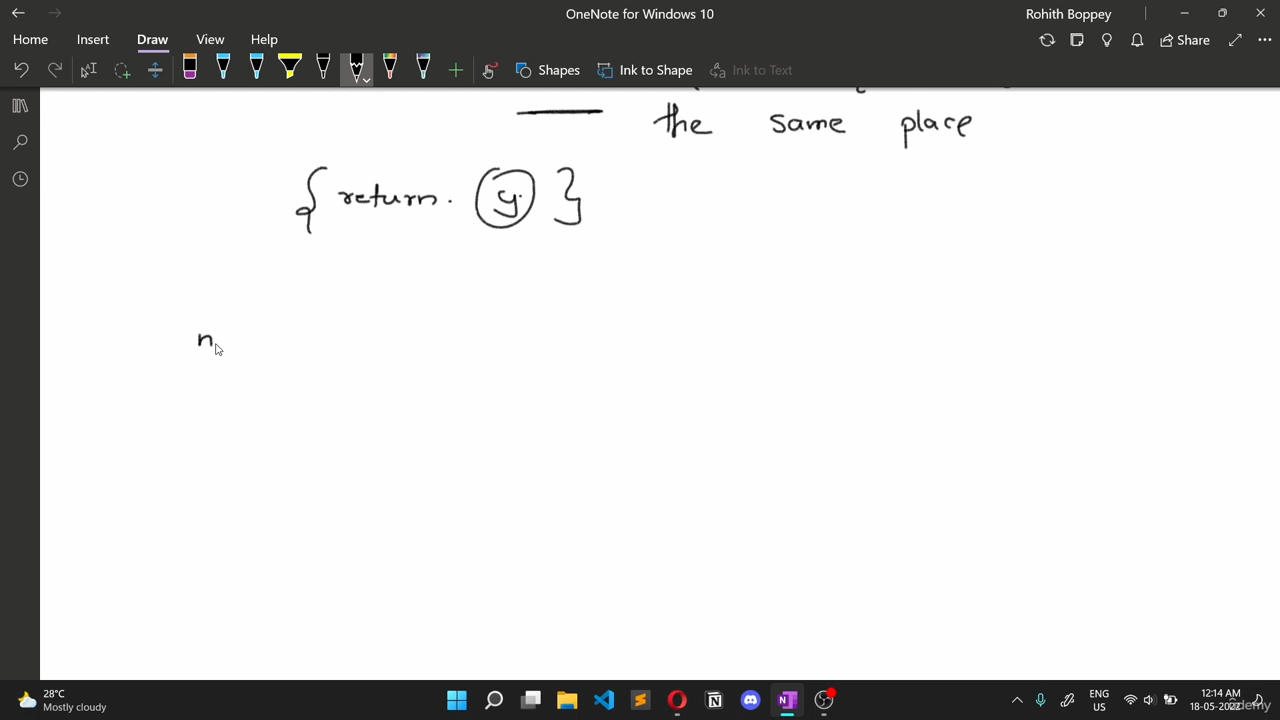 OneNote for Windows 10
Rohith Boppey
Home Insert Draw View Help
Share
Shapes Ink to Shape Ink to Text
the same place
{ return. y }
n
28°C
Mostly cloudy
ENG
US
12:14 AM
18-05-2022
udemy